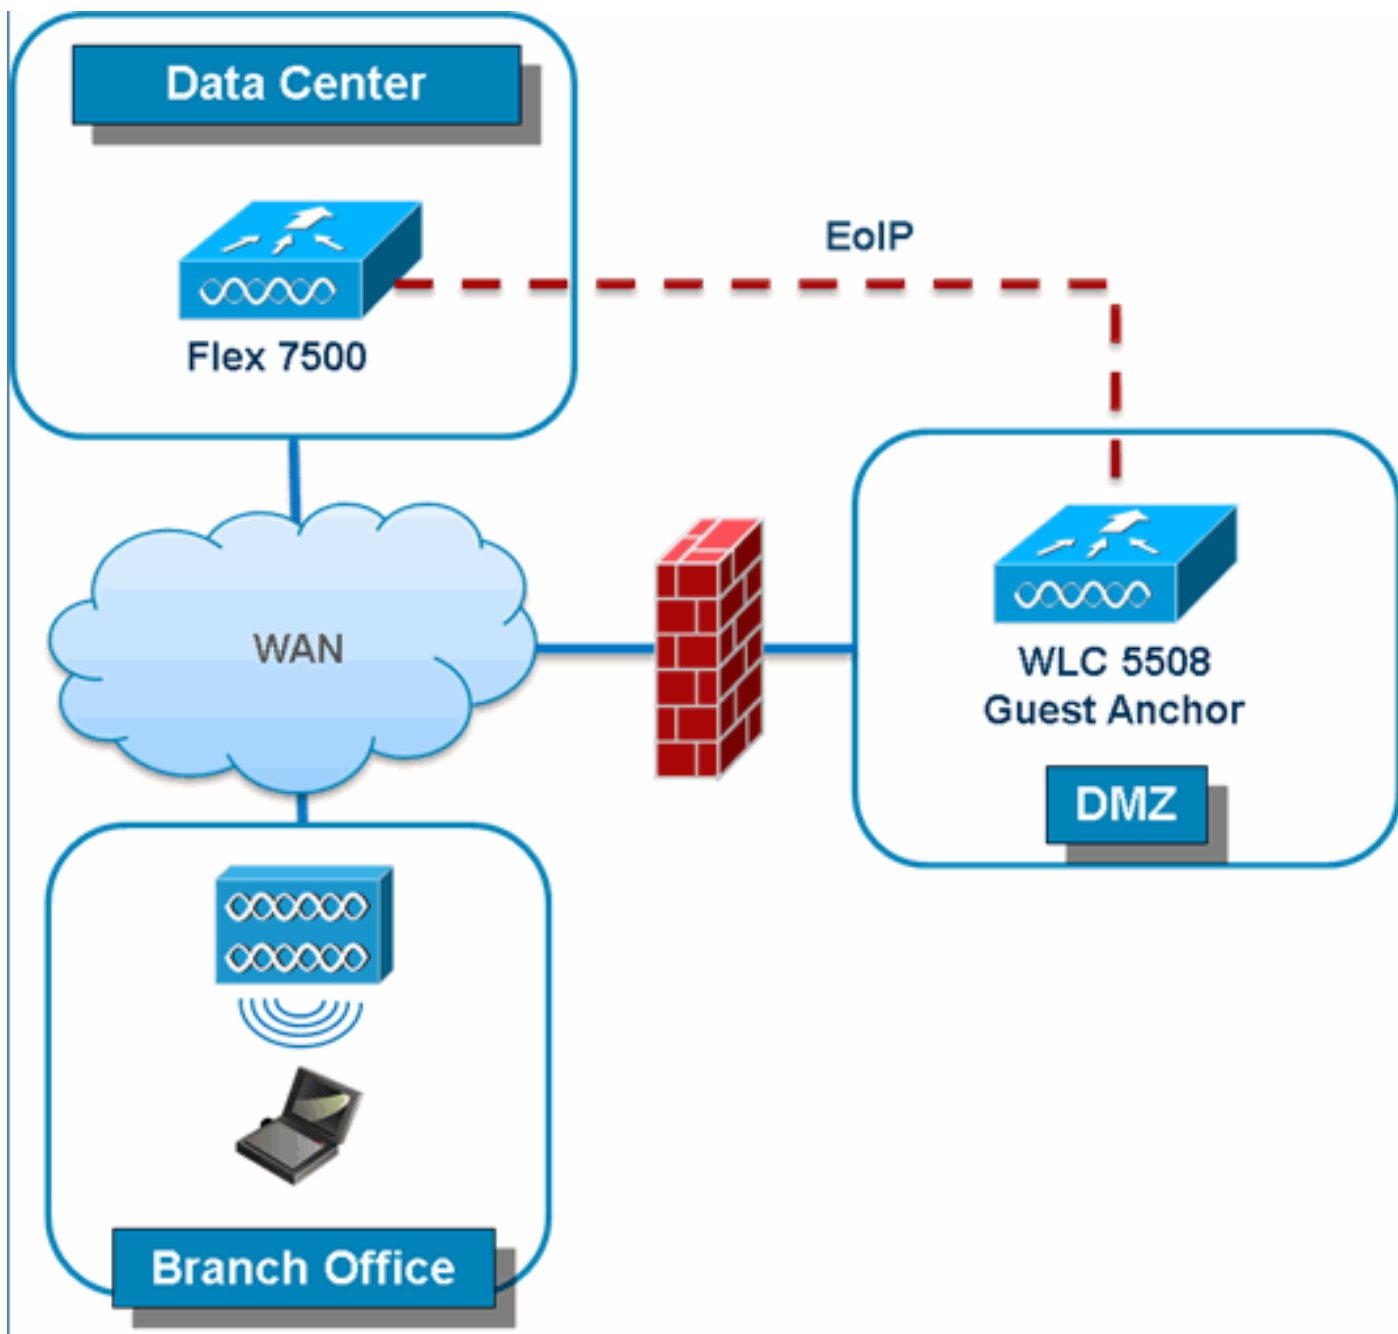 Data Center
EoIP
Flex 7500
WAN
WLC 5508
Guest Anchor
DMZ
Branch Office